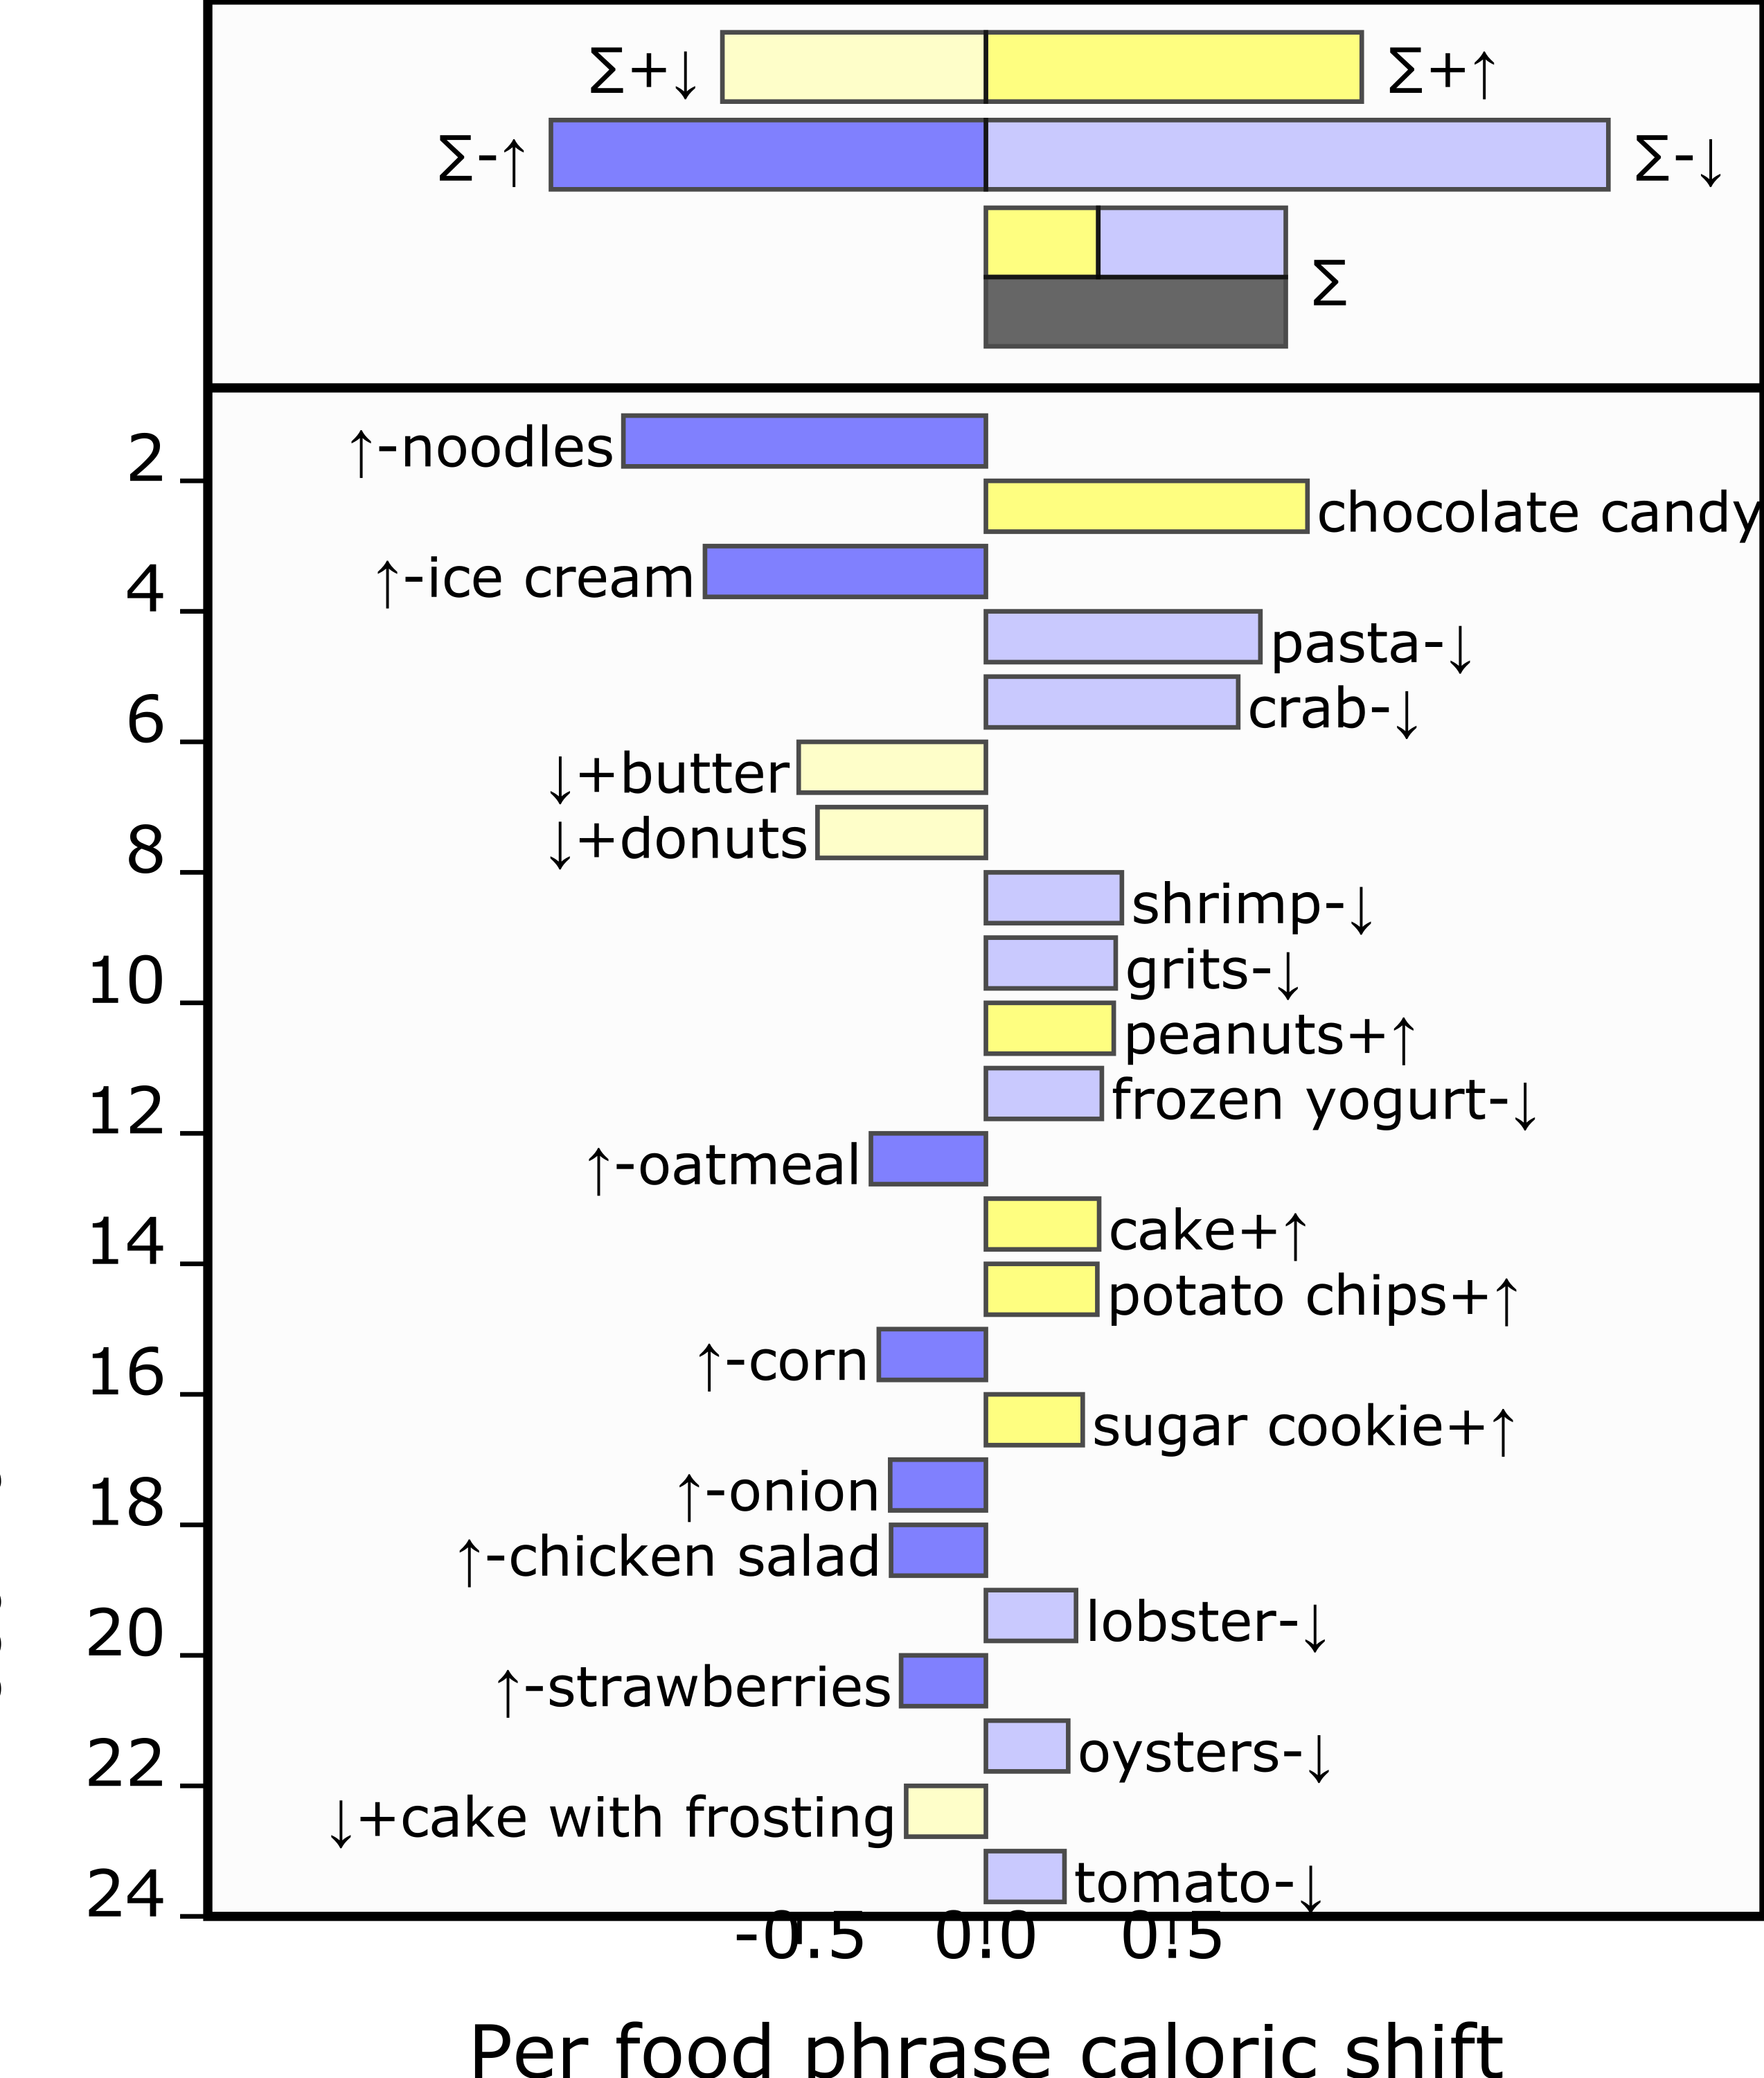 ∑+↓ ∑+↑
∑-↑ ∑-↓
∑
2
↑-noodles
chocolate candy
4
↑-ice cream
pasta-↓
6
crab-↓
↓+butter
8
↓+donuts
shrimp-↓
10
grits-↓
peanuts+↑
12
frozen yogurt-↓
↑-oatmeal
14
cake+↑
potato chips+↑
16
↑-corn
sugar cookie+↑
18
↑-onion
↑-chicken salad
20
lobster-↓
↑-strawberries
22
oysters-↓
↓+cake with frosting
24
tomato-↓
-0.5 0.0 0.5
Per food phrase caloric shift